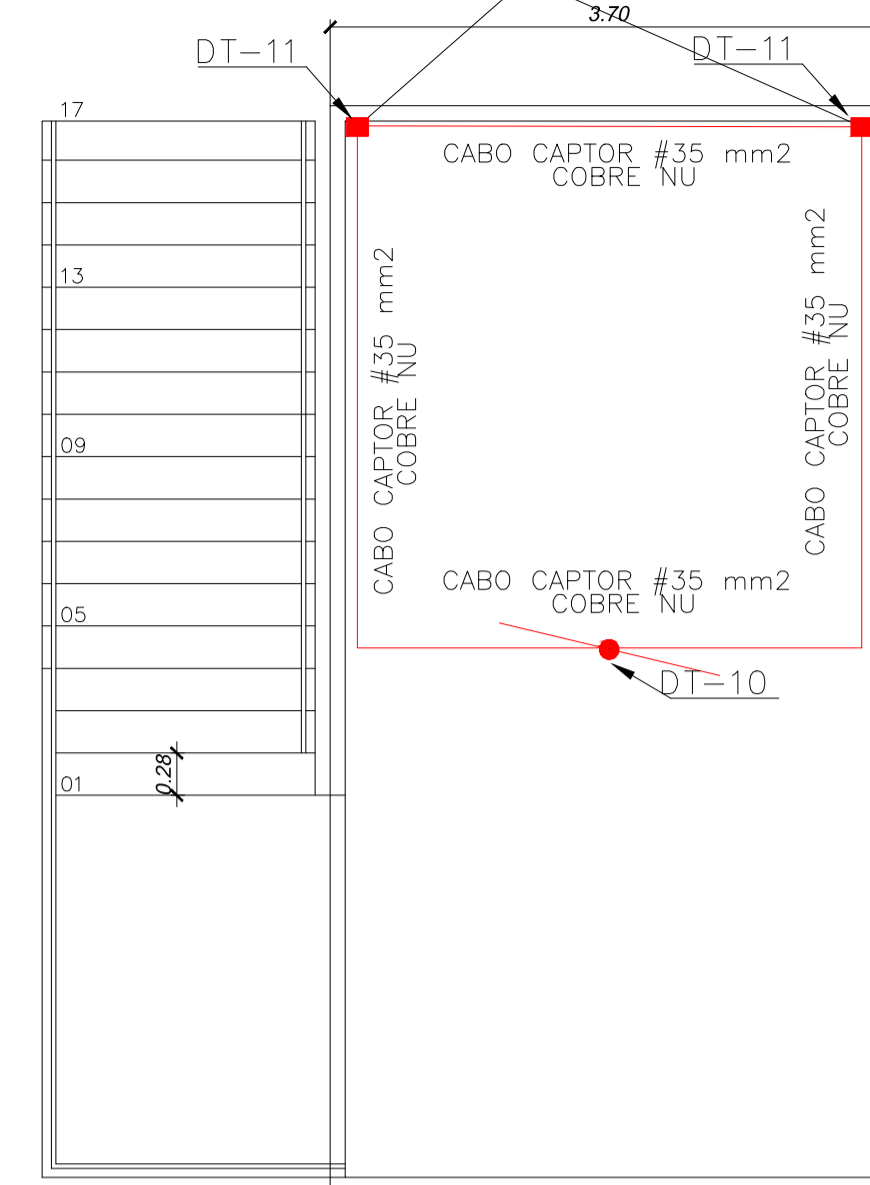 3.70
DT-11
DT-11
17
CABO CAPTOR #35 mm2
COBRE NU
13
CABO CAPTOR #35 mm2
COBRE NU
CABO CAPTOR #35 mm2
COBRE NU
09
05
CABO CAPTOR #35 mm2
COBRE NU
DT-10
0.28
01